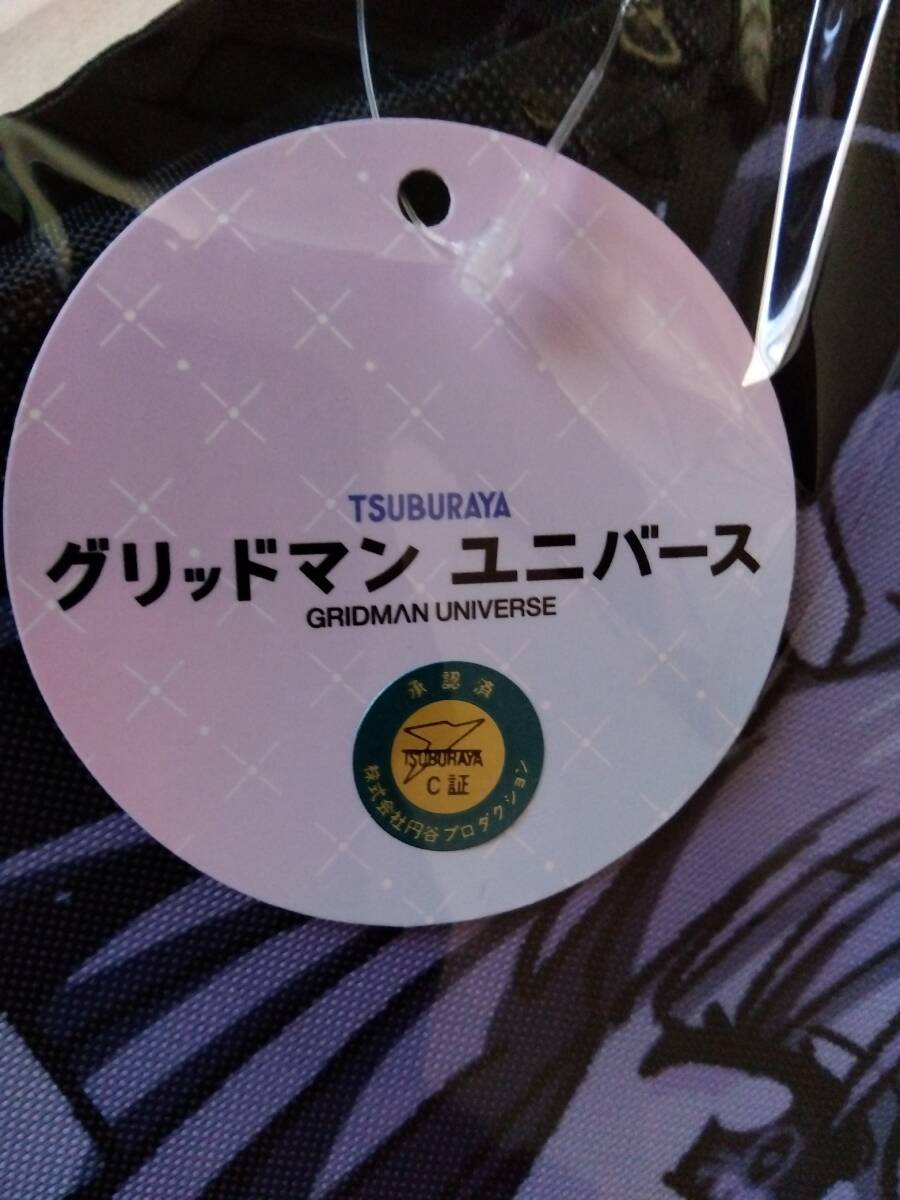 TSUBURAYA
グリッドマン ユニバース
GRIDMAN UNIVERSE
承認済
TSUBURAYA
C証
株式会社円谷プロダクション